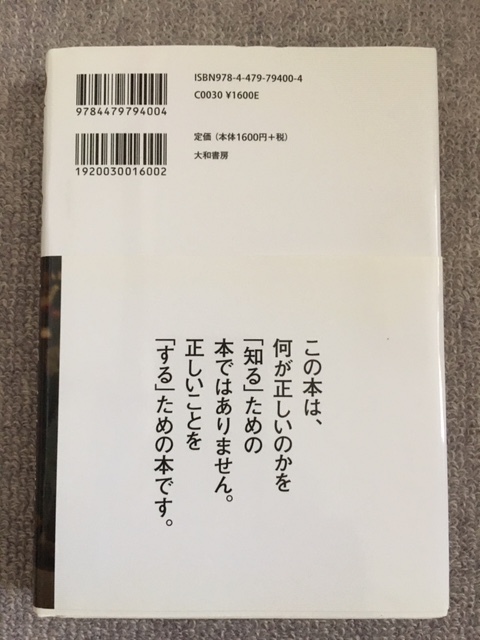 ISBN978-4-479-79400-4
C0030 ¥1600E
9784479794004
定価（本体1600円＋税）
大和書房
1920030016002
この本は、
何が正しいのかを
「知る」ための
本ではありません。
正しいことを
「する」ための本です。